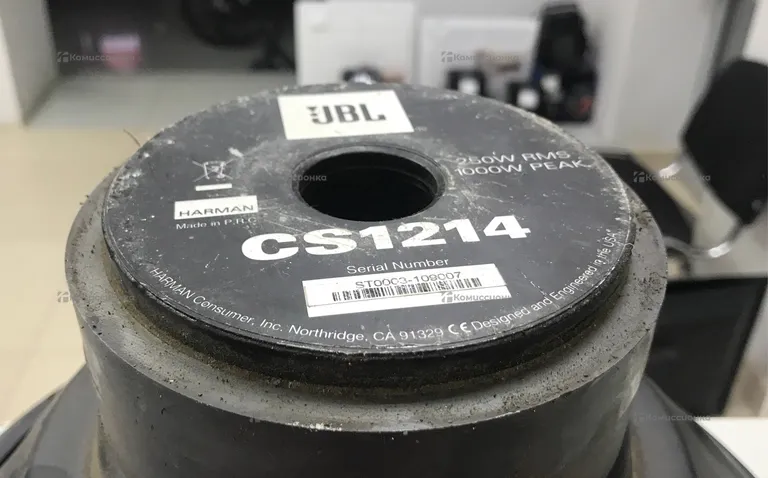 JBL
250W RMS
1000W PEAK
HARMAN
Made in P.R.C
CS1214
Serial Number
ST0003-109007
HARMAN Consumer, Inc. Northridge, CA 91329 CE Designed and Engineered in the USA
Комиссионка